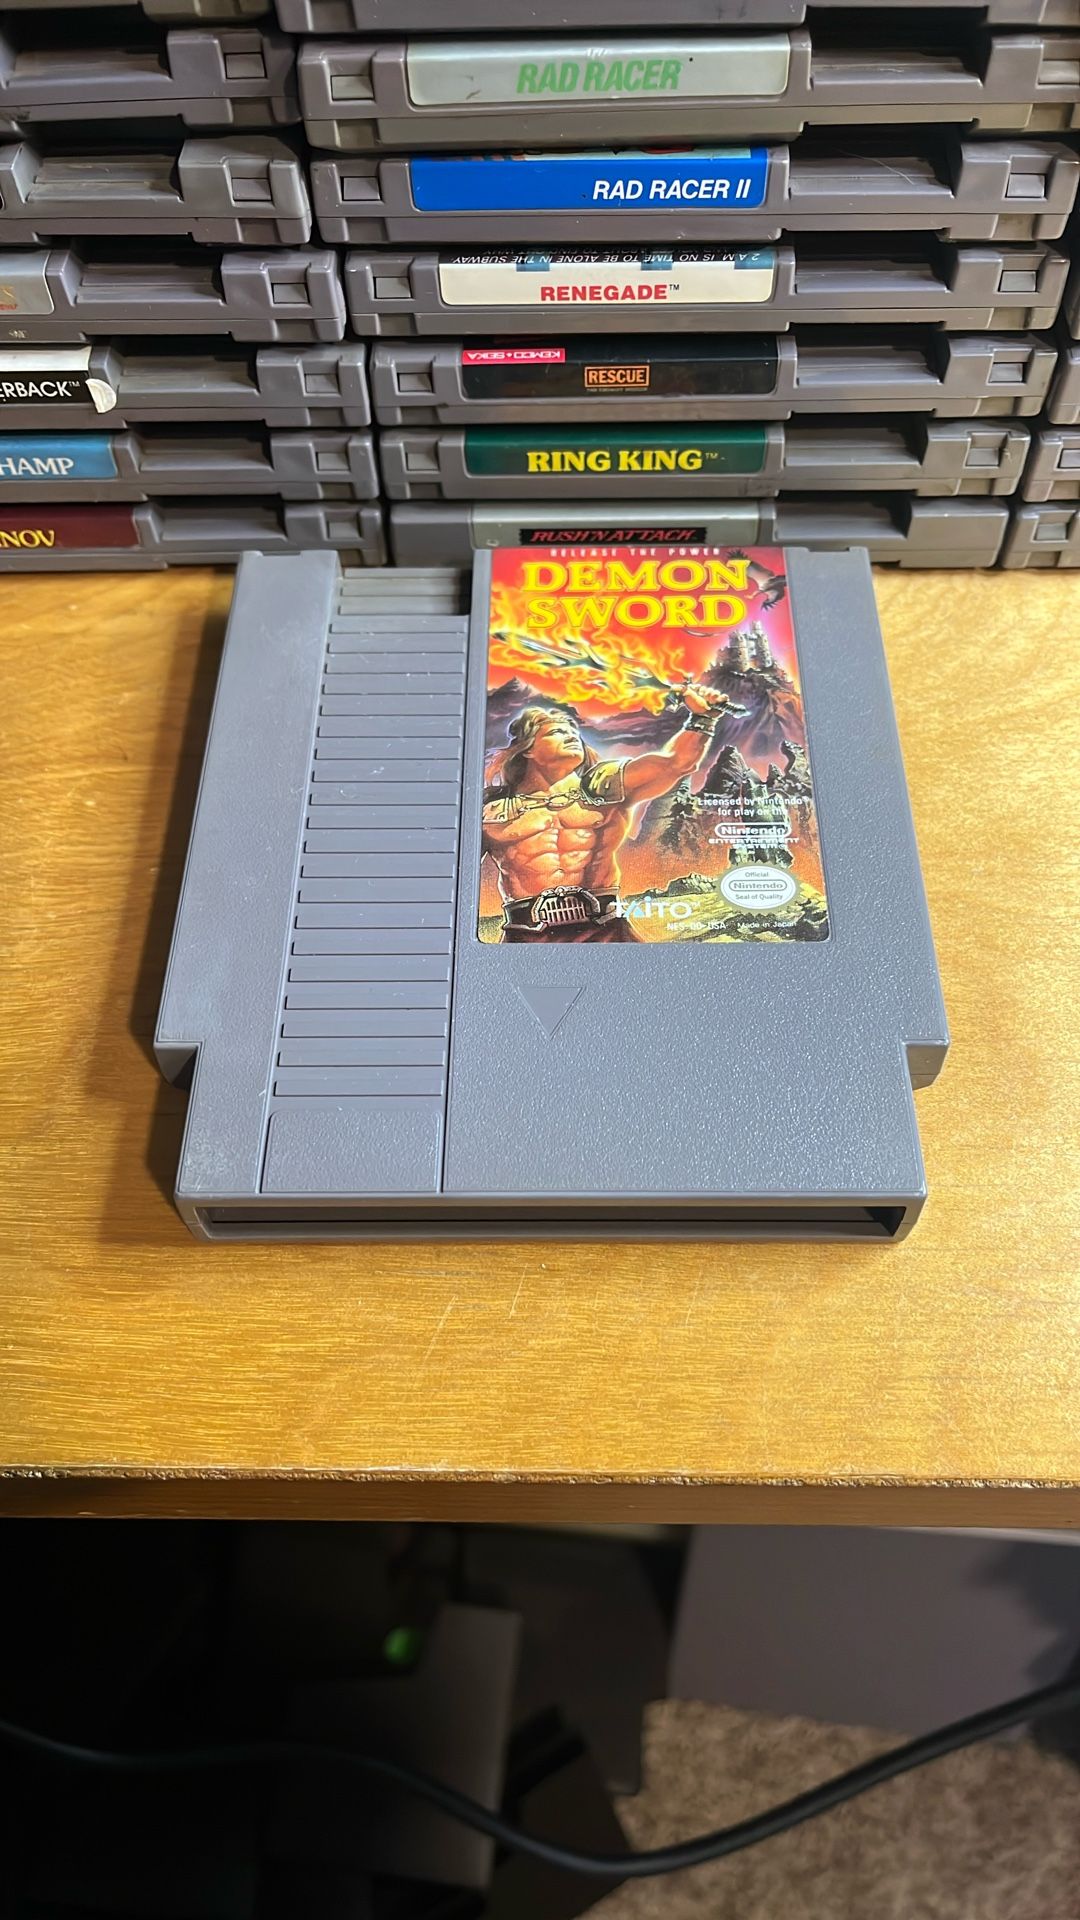 RAD RACER
RAD RACER II
2 A.M. IS NO TIME TO BE ALONE IN THE SUBWAY
RENEGADE™
KEMCO★SEIKA
RESCUE
ERBACK™
HAMP
RING KING™
NOV
RUSH'N ATTACK
RELEASE THE POWER
DEMON
SWORD
Licensed by Nintendo®
for play on the
Nintendo
ENTERTAINMENT
SYSTEM
Official
Nintendo
Seal of Quality
TAITO
NES-DD-USA Made in Japan